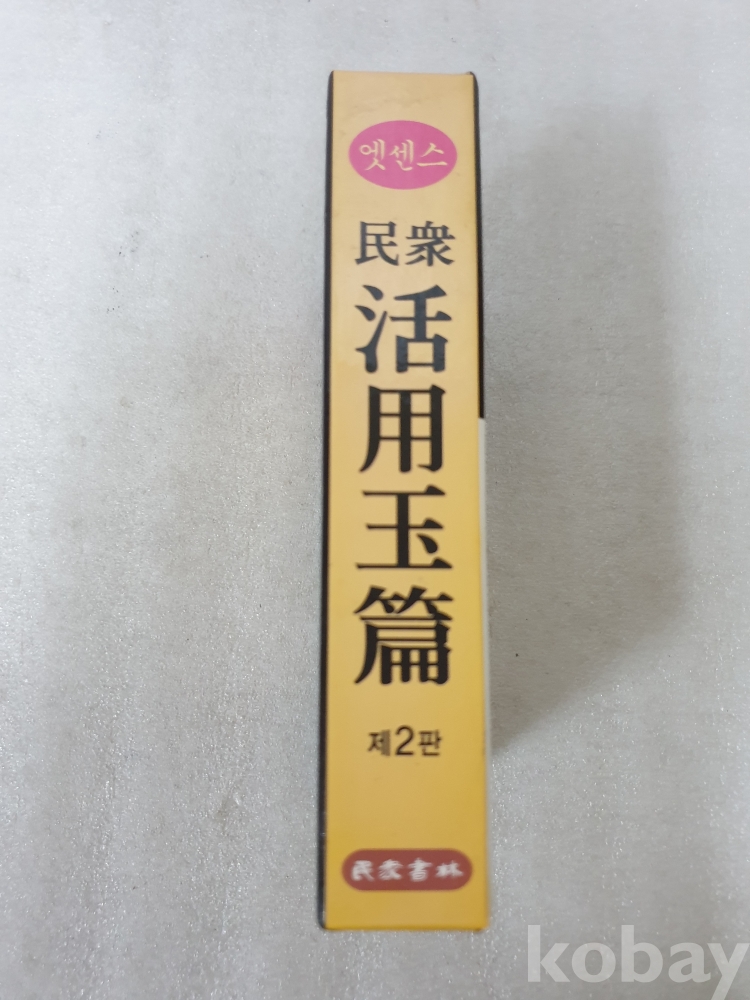 엣센스
民衆
活用玉篇
제2판
民衆書林
kobay